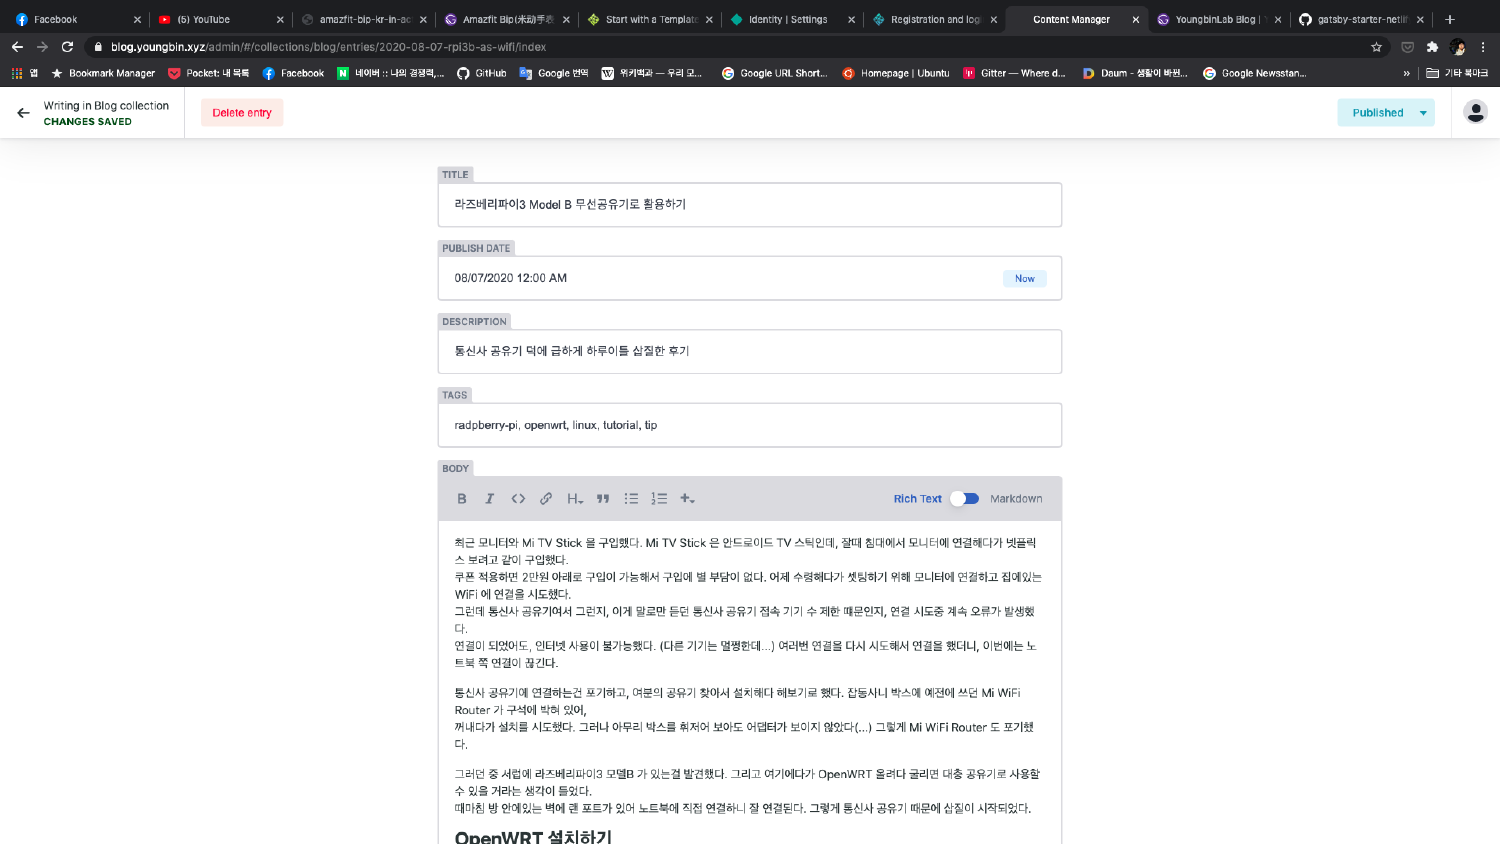 Facebook
(5) YouTube
amazfit-bip-kr-in-ac
Amazfit Bip(米动手表
Start with a Template
Identity | Settings
Registration and log
Content Manager
YoungbinLab Blog | T
gatsby-starter-netlif
blog.youngbin.xyz/admin/#/collections/blog/entries/2020-08-07-rpi3b-as-wifi/index
앱
Bookmark Manager
Pocket: 내 목록
Facebook
네이버 :: 나의 경쟁력,...
GitHub
Google 번역
위키백과 — 우리 모...
Google URL Short...
Homepage | Ubuntu
Gitter — Where d...
Daum - 생활이 바뀐...
Google Newsstan...
»
기타 북마크
Writing in Blog collection
CHANGES SAVED
Delete entry
Published
TITLE
라즈베리파이3 Model B 무선공유기로 활용하기
PUBLISH DATE
08/07/2020 12:00 AM
Now
DESCRIPTION
통신사 공유기 덕에 급하게 하루이틀 삽질한 후기
TAGS
radpberry-pi, openwrt, linux, tutorial, tip
BODY
Rich Text
Markdown
최근 모니터와 Mi TV Stick 을 구입했다. Mi TV Stick 은 안드로이드 TV 스틱인데, 잘때 침대에서 모니터에 연결해다가 넷플릭
스 보려고 같이 구입했다.
쿠폰 적용하면 2만원 아래로 구입이 가능해서 구입에 별 부담이 없다. 어제 수령해다가 셋팅하기 위해 모니터에 연결하고 집에있는
WiFi 에 연결을 시도했다.
그런데 통신사 공유기여서 그런지, 이게 말로만 듣던 통신사 공유기 접속 기기 수 제한 때문인지, 연결 시도중 계속 오류가 발생했
다.
연결이 되었어도, 인터넷 사용이 불가능했다. (다른 기기는 멀쩡한데...) 여러번 연결을 다시 시도해서 연결을 했더니, 이번에는 노
트북 쪽 연결이 끊긴다.
통신사 공유기에 연결하는건 포기하고, 여분의 공유기 찾아서 설치해다 해보기로 했다. 잡동사니 박스에 예전에 쓰던 Mi WiFi
Router 가 구석에 박혀 있어,
꺼내다가 설치를 시도했다. 그러나 아무리 박스를 휘저어 보아도 어댑터가 보이지 않았다(...) 그렇게 Mi WiFi Router 도 포기했
다.
그러던 중 서랍에 라즈베리파이3 모델B 가 있는걸 발견했다. 그리고 여기에다가 OpenWRT 올려다 굴리면 대충 공유기로 사용할
수 있을 거라는 생각이 들었다.
때마침 방 안에있는 벽에 랜 포트가 있어 노트북에 직접 연결하니 잘 연결된다. 그렇게 통신사 공유기 때문에 삽질이 시작되었다.
OpenWRT 설치하기